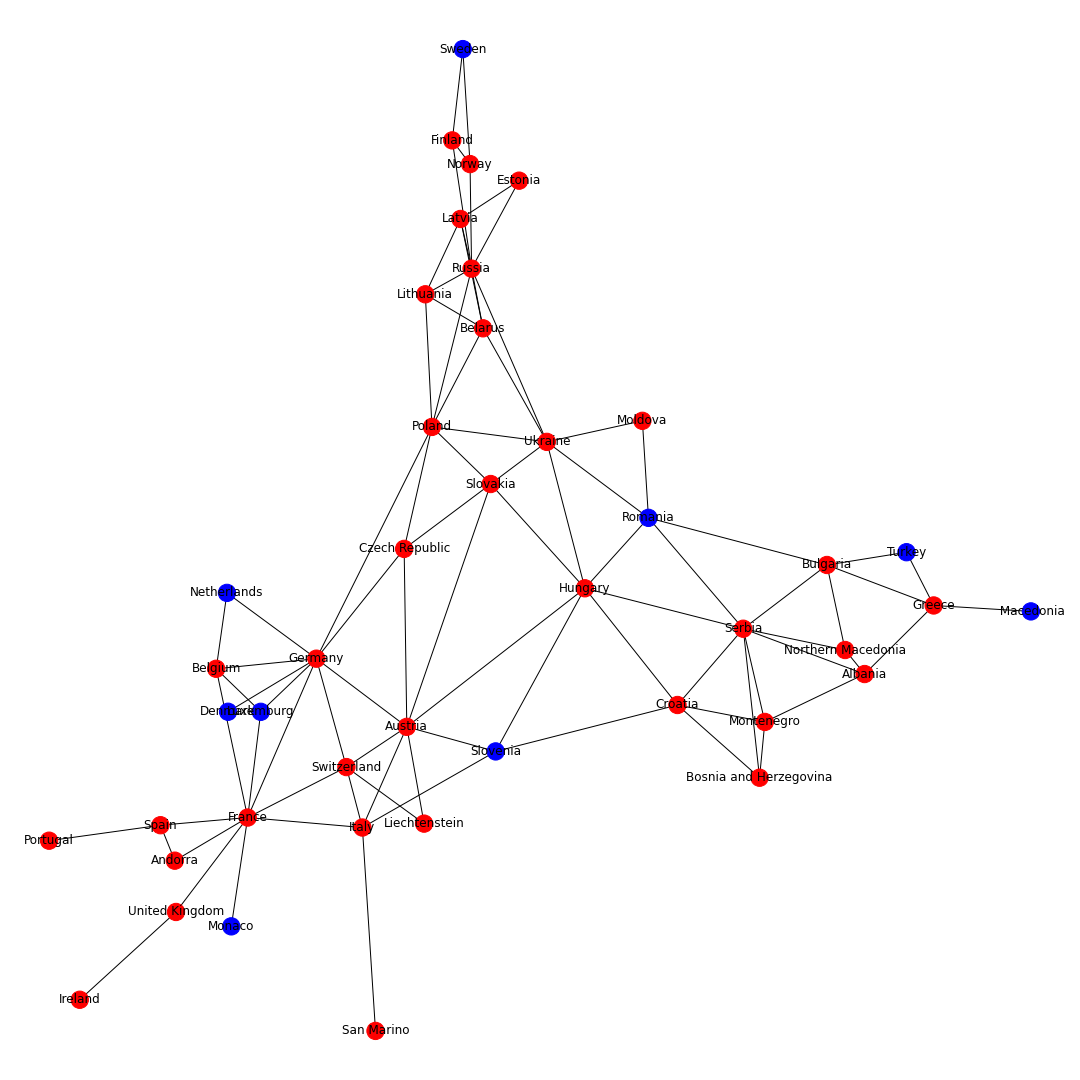 Sweden
Finland
Norway
Estonia
Latvia
Russia
Lithuania
Belarus
Moldova
Poland
Ukraine
Slovakia
Romania
Czech Republic
Turkey
Bulgaria
Hungary
Netherlands
Greece
Macedonia
Serbia
Northern Macedonia
Germany
Belgium
Albania
Croatia
Denmark
Luxemburg
Montenegro
Austria
Slovenia
Switzerland
Bosnia and Herzegovina
France
Liechtenstein
Spain
Italy
Portugal
Andorra
United Kingdom
Monaco
Ireland
San Marino